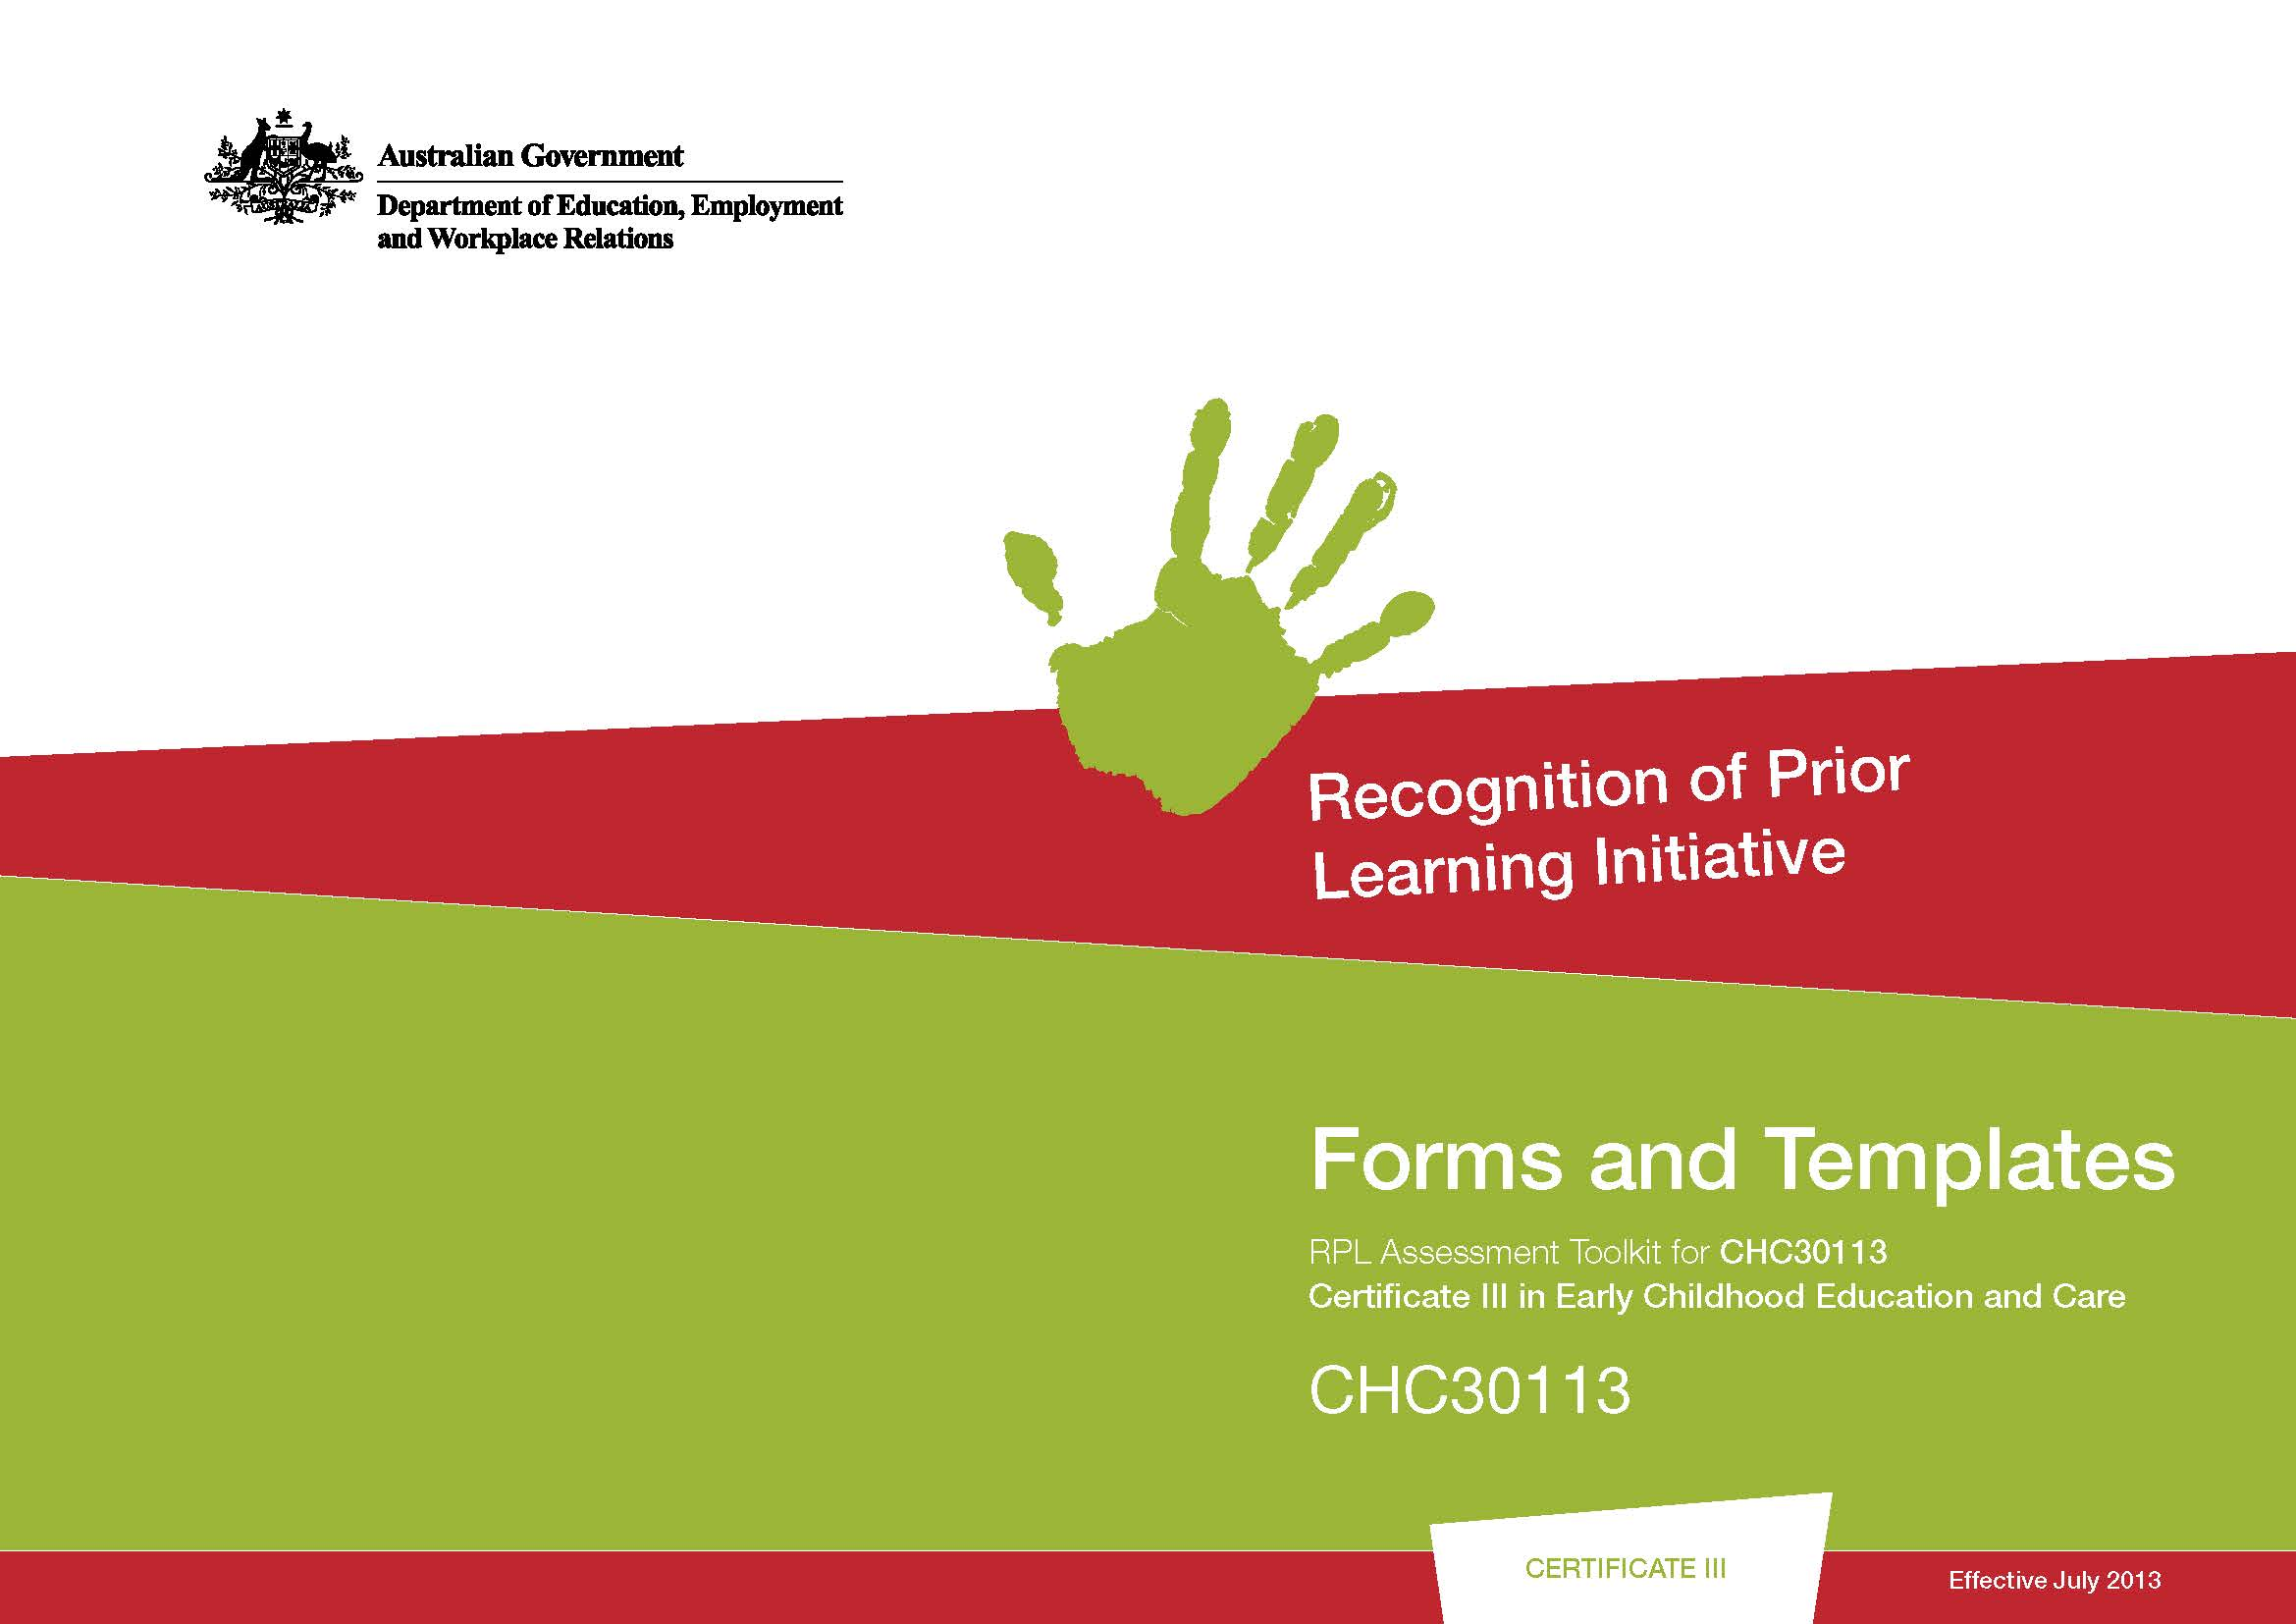 Australian Government
Department of Education, Employment
and Workplace Relations
Recognition of Prior
Learning Initiative
Forms and Templates
RPL Assessment Toolkit for CHC30113
Certificate III in Early Childhood Education and Care
CHC30113
CERTIFICATE III
Effective July 2013